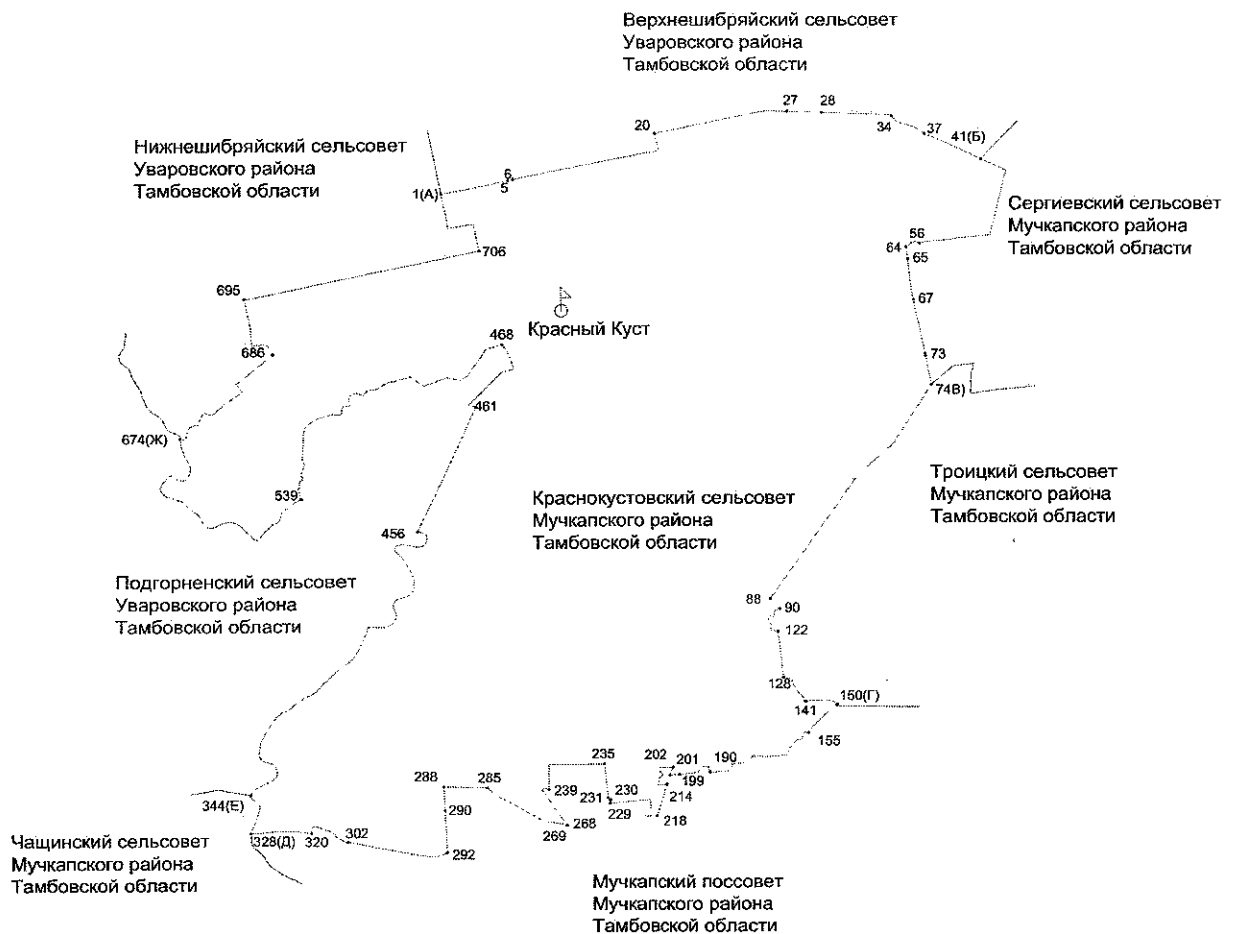 Верхнешибряйский сельсовет
Уваровского района
Тамбовской области
27
28
20
34
37
41(Б)
Нижнешибряйский сельсовет
Уваровского района
Тамбовской области
1(А)
6
5
Сергиевский сельсовет
Мучкапского района
Тамбовской области
56
64
65
706
695
67
Красный Куст
468
686
73
74В)
461
674(Ж)
539
Троицкий сельсовет
Мучкапского района
Тамбовской области
Краснокустовский сельсовет
Мучкапского района
Тамбовской области
456
Подгорненский сельсовет
Уваровского района
Тамбовской области
88
90
122
128
141
150(Г)
155
235
202
201
190
199
288
285
239
231
230
229
214
218
344(Е)
290
268
269
328(Д)
320
302
292
Чащинский сельсовет
Мучкапского района
Тамбовской области
Мучкапский поссовет
Мучкапского района
Тамбовской области